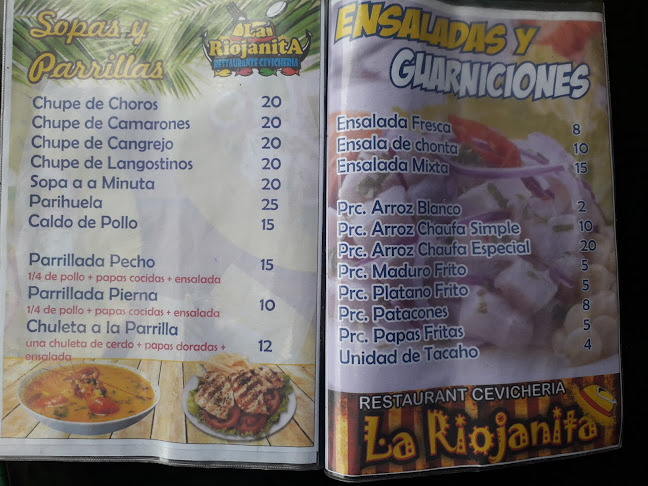 Sopas y
Parrillas
La
RiojanitA
RESTAURANTE CEVICHERIA
Chupe de Choros 20
Chupe de Camarones 20
Chupe de Cangrejo 20
Chupe de Langostinos 20
Sopa a a Minuta 20
Parihuela 25
Caldo de Pollo 15
Parrillada Pecho 15
1/4 de pollo + papas cocidas + ensalada
Parrillada Pierna 10
1/4 de pollo + papas cocidas + ensalada
Chuleta a la Parrilla 12
una chuleta de cerdo + papas doradas +
ensalada
ENSALADAS Y
GUARNICIONES
Ensalada Fresca 8
Ensala de chonta 10
Ensalada Mixta 15
Prc. Arroz Blanco 2
Prc. Arroz Chaufa Simple 10
Prc. Arroz Chaufa Especial 20
Prc. Maduro Frito 5
Prc. Platano Frito 5
Prc. Patacones 8
Prc. Papas Fritas 5
Unidad de Tacaho 4
RESTAURANT CEVICHERIA
La Riojanita